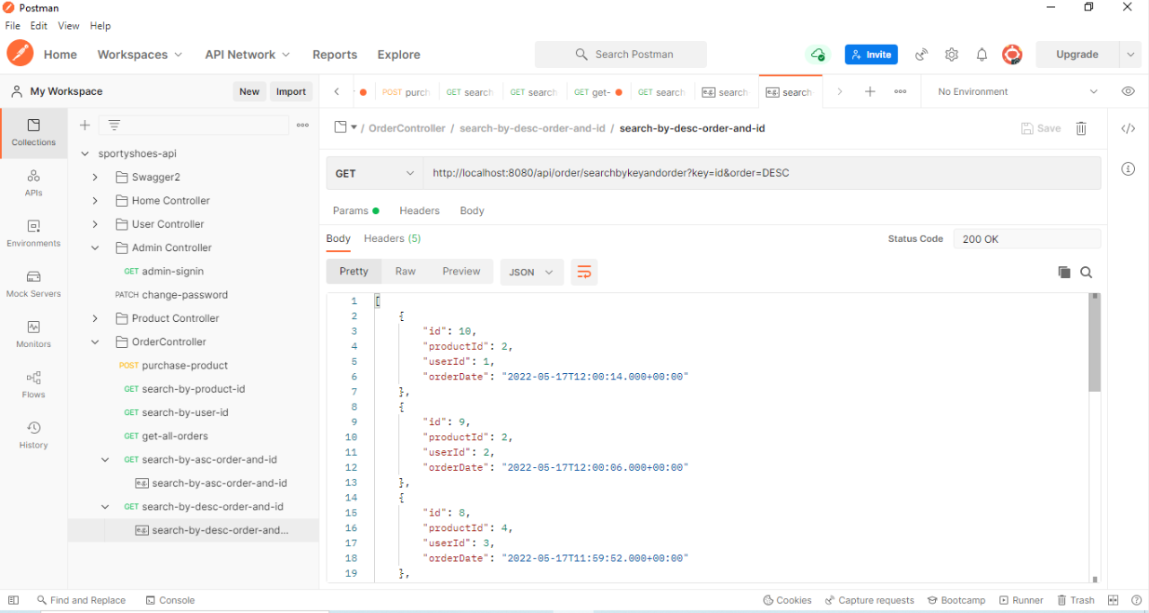 Postman
File Edit View Help
Home Workspaces API Network Reports Explore Search Postman Invite Upgrade
My Workspace New Import
POST purch GET search GET search GET get- GET search e.g. search e.g. search No Environment
Collections
APIs
Environments
Mock Servers
Monitors
Flows
History
sportyshoes-api
Swagger2
Home Controller
User Controller
Admin Controller
GET admin-signin
PATCH change-password
Product Controller
OrderController
POST purchase-product
GET search-by-product-id
GET search-by-user-id
GET get-all-orders
GET search-by-asc-order-and-id
e.g. search-by-asc-order-and-id
GET search-by-desc-order-and-id
e.g. search-by-desc-order-and...
/ OrderController / search-by-desc-order-and-id / search-by-desc-order-and-id Save
GET http://localhost:8080/api/order/searchbykeyandorder?key=id&order=DESC
Params Headers Body
Body Headers (5) Status Code 200 OK
Pretty Raw Preview JSON
1 [
2 {
3 "id": 10,
4 "productId": 2,
5 "userId": 1,
6 "orderDate": "2022-05-17T12:00:14.000+00:00"
7 },
8 {
9 "id": 9,
10 "productId": 2,
11 "userId": 2,
12 "orderDate": "2022-05-17T12:00:06.000+00:00"
13 },
14 {
15 "id": 8,
16 "productId": 4,
17 "userId": 3,
18 "orderDate": "2022-05-17T11:59:52.000+00:00"
19 },
Find and Replace Console Cookies Capture requests Bootcamp Runner Trash